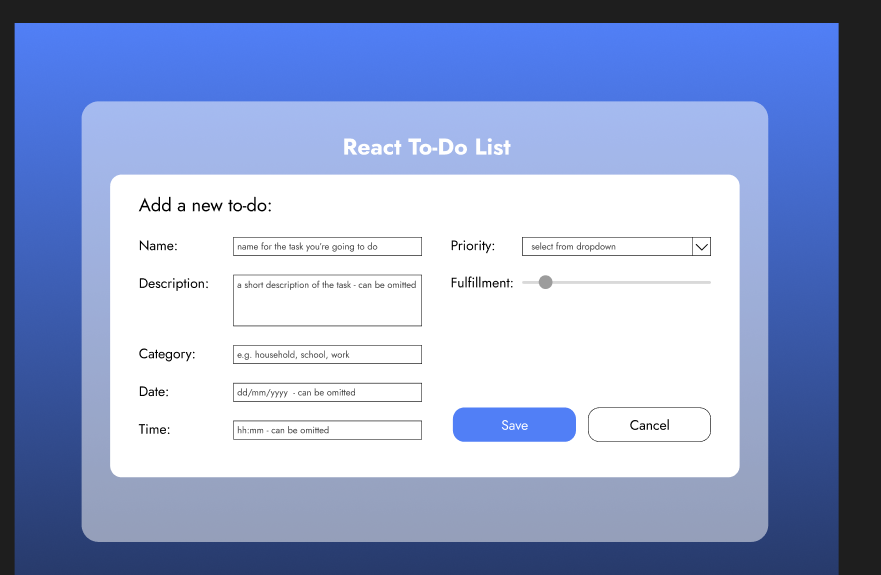 React To-Do List
Add a new to-do:
Name:
name for the task you're going to do
Description:
a short description of the task - can be omitted
Category:
e.g. household, school, work
Date:
dd/mm/yyyy - can be omitted
Time:
hh:mm - can be omitted
Priority:
select from dropdown
Fulfillment:
Save
Cancel